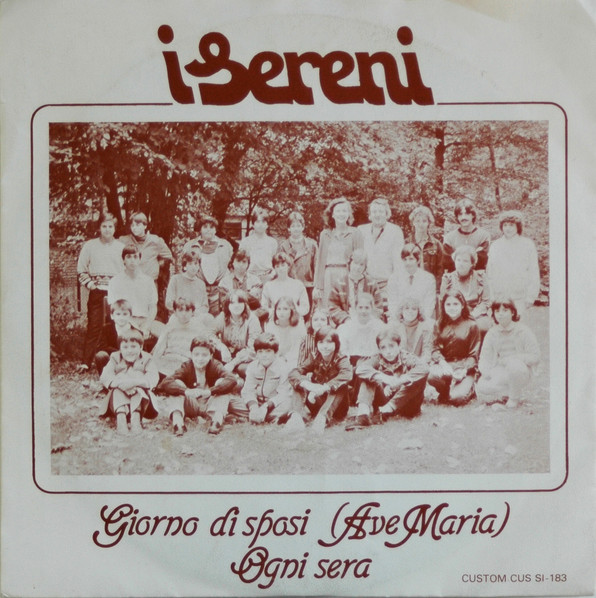 i Sereni
Giorno di sposi (Ave Maria)
Ogni sera
CUSTOM CUS SI-183